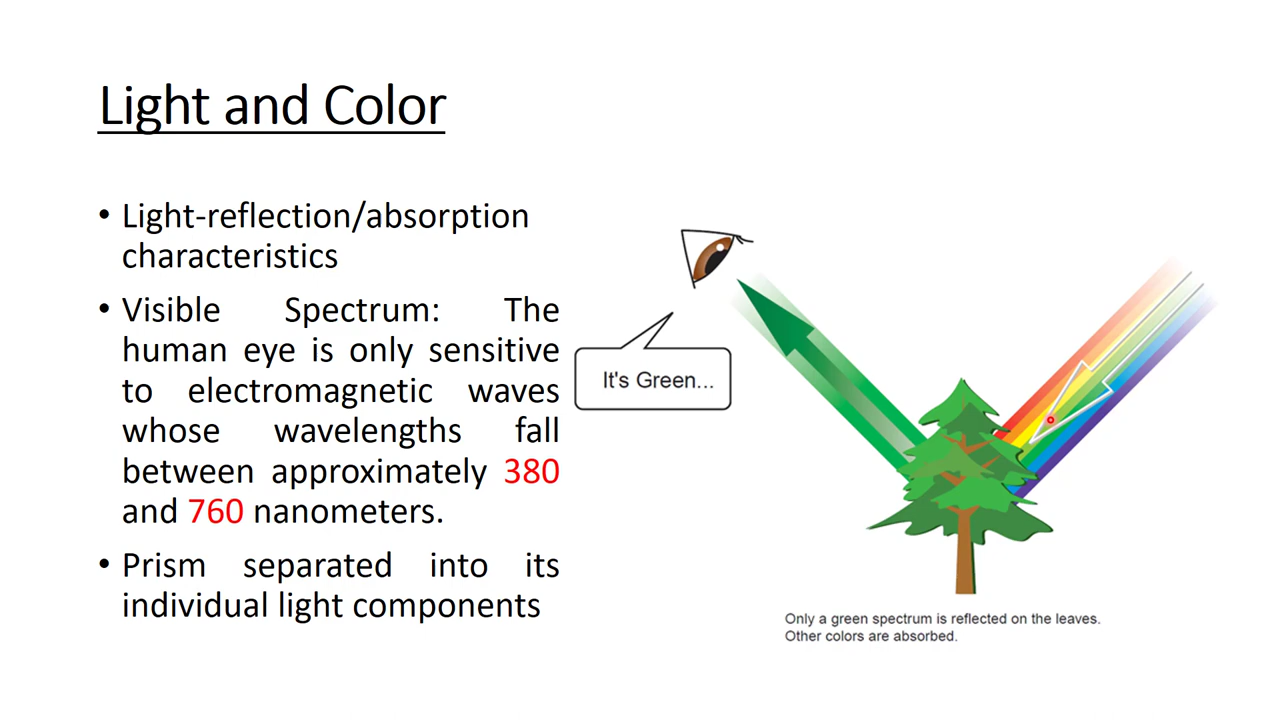 Light and Color
• Light-reflection/absorption
characteristics
• Visible Spectrum: The
human eye is only sensitive
to electromagnetic waves
whose wavelengths fall
between approximately 380
and 760 nanometers.
• Prism separated into its
individual light components
It's Green...
Only a green spectrum is reflected on the leaves.
Other colors are absorbed.